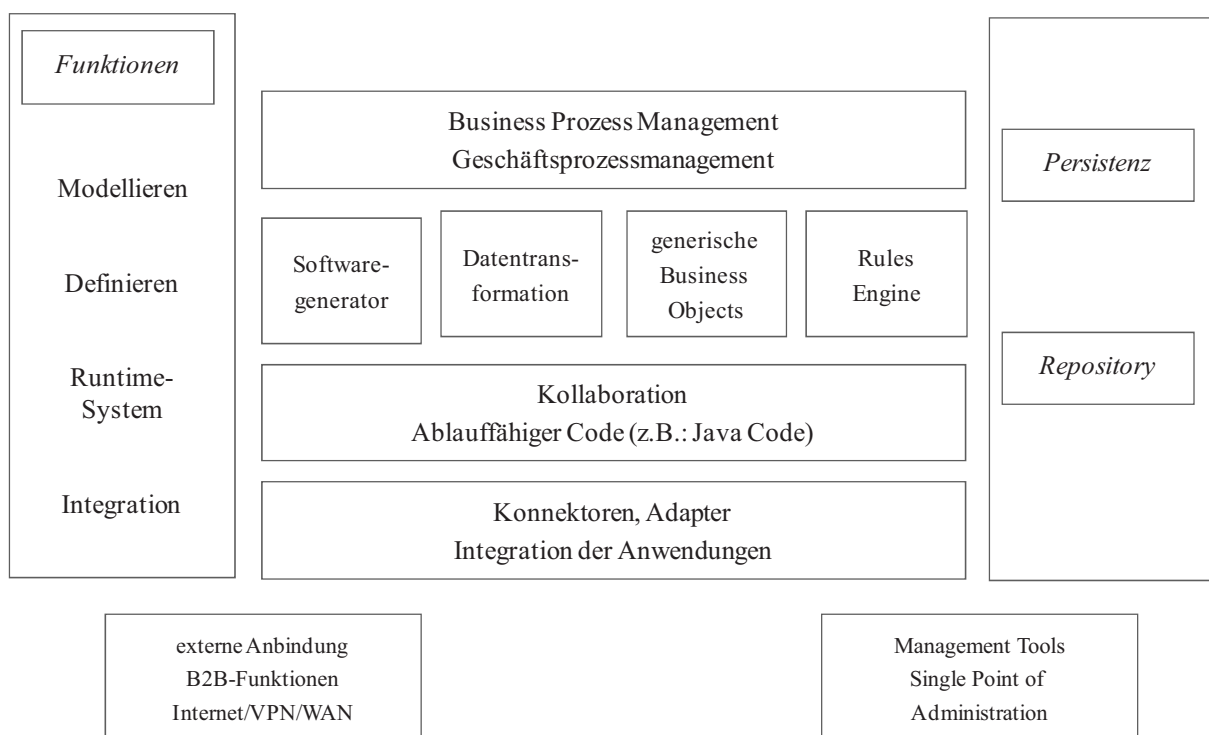 Funktionen
Modellieren
Definieren
Runtime-
System
Integration
Business Prozess Management
Geschäftsprozessmanagement
Software-
generator
Datentrans-
formation
generische
Business
Objects
Rules
Engine
Kollaboration
Ablauffähiger Code (z.B.: Java Code)
Konnektoren, Adapter
Integration der Anwendungen
Persistenz
Repository
externe Anbindung
B2B-Funktionen
Internet/VPN/WAN
Management Tools
Single Point of
Administration